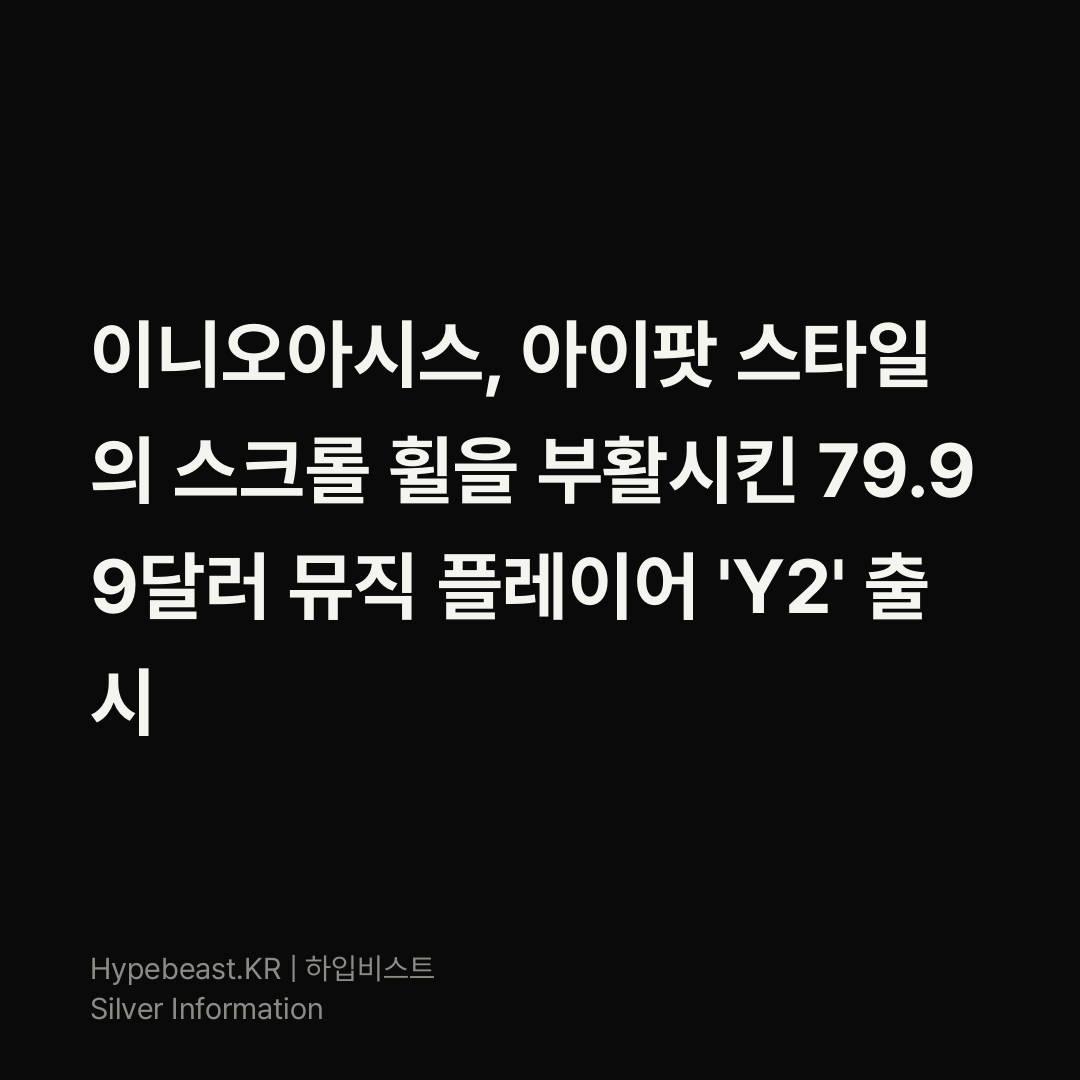 이니오아시스, 아이팟 스타일
의 스크롤 휠을 부활시킨 79.9
9달러 뮤직 플레이어 'Y2' 출
시
Hypebeast.KR | 하입비스트
Silver Information